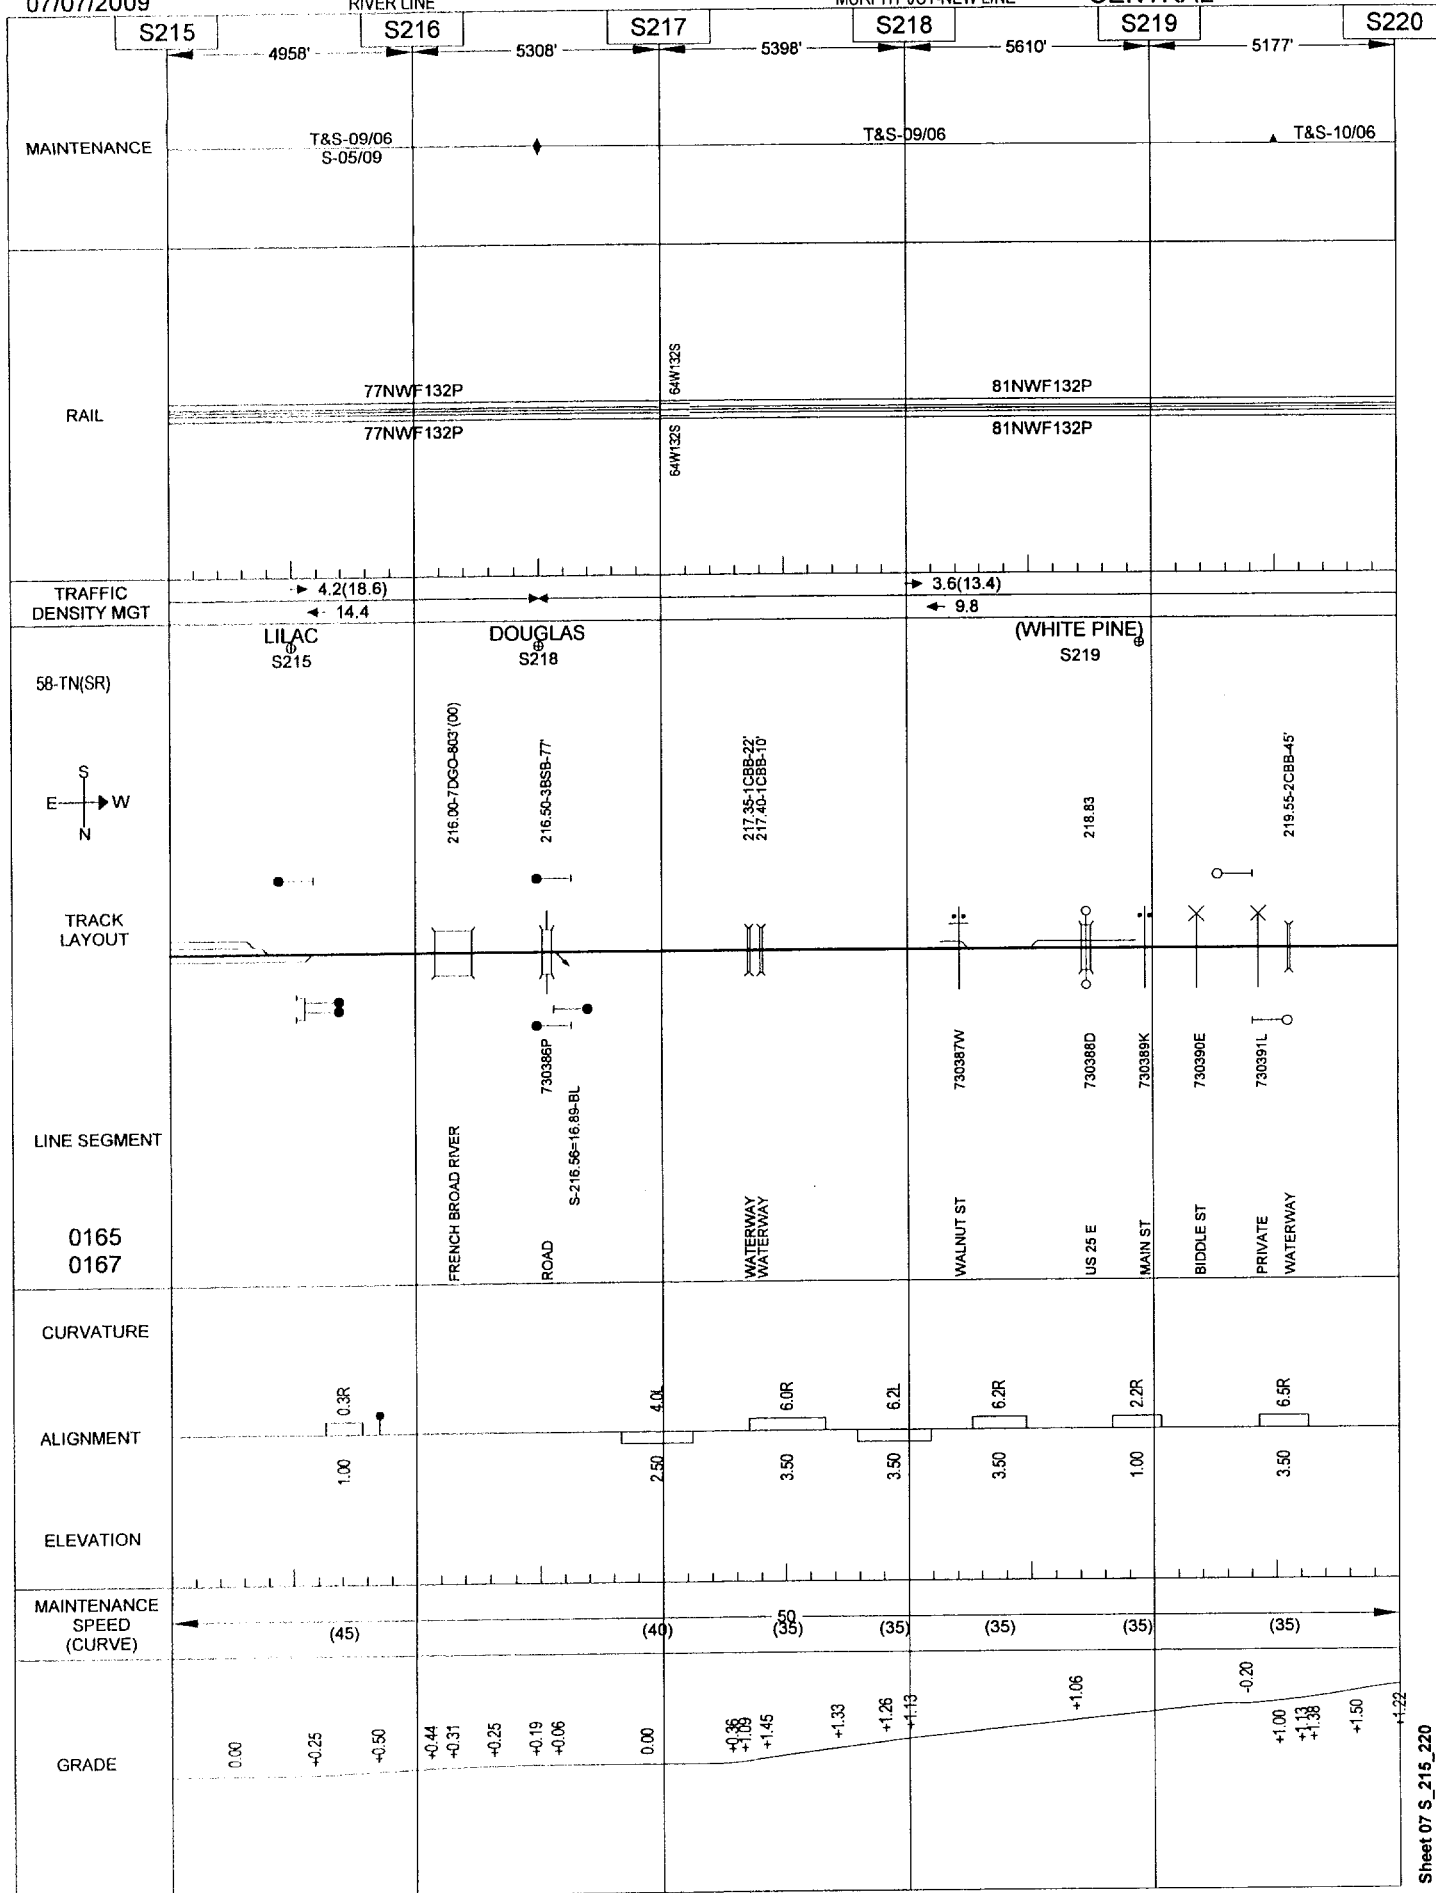 07/07/2009
RIVER LINE
MURPHY JCT-NEW LINE
CENTRAL
S215 S216 S217 S218 S219 S220
4958' 5308' 5398' 5610' 5177'
MAINTENANCE
T&S-09/06
S-05/09
T&S-09/06
T&S-10/06
RAIL
77NWF132P
77NWF132P
64W132S
64W132S
81NWF132P
81NWF132P
TRAFFIC
DENSITY MGT
4.2(18.6)
14.4
3.6(13.4)
9.8
LILAC
S215
DOUGLAS
S218
(WHITE PINE)
S219
58-TN(SR)
S
E W
N
216.00-7DGO-803'(00)
216.50-3BSB-77'
217.35-1CBB-22'
217.40-1CBB-10'
218.83
219.55-2CBB-45'
TRACK
LAYOUT
730386P
S-216.56=16.89-BL
730387W
730388D
730389K
730390E
730391L
LINE SEGMENT
0165
0167
FRENCH BROAD RIVER
ROAD
WATERWAY
WATERWAY
WALNUT ST
US 25 E
MAIN ST
BIDDLE ST
PRIVATE
WATERWAY
CURVATURE
0.3R 4.0L 6.0R 6.2L 6.2R 2.2R 6.5R
ALIGNMENT
1.00 2.50 3.50 3.50 3.50 1.00 3.50
ELEVATION
MAINTENANCE
SPEED
(CURVE)
50
(45) (40) (35) (35) (35) (35) (35)
GRADE
0.00 +0.25 +0.50 +0.44 +0.31 +0.25 +0.19 +0.06 0.00 +0.36 +1.09 +1.45 +1.33 +1.26 +1.13 +1.06 -0.20 +1.00 +1.13 +1.38 +1.50 +1.22
Sheet 07 S_215_220